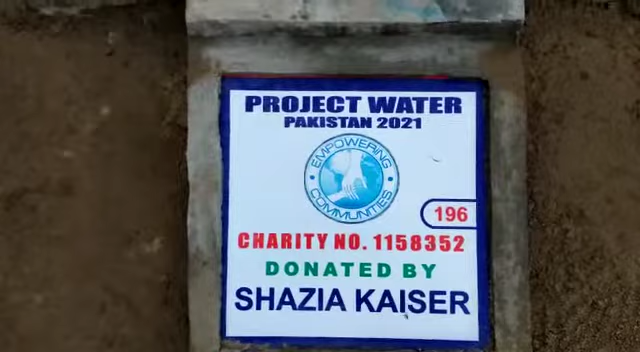 PROJECT WATER
PAKISTAN 2021
EMPOWERING
COMMUNITIES
196
CHARITY NO. 1158352
DONATED BY
SHAZIA KAISER